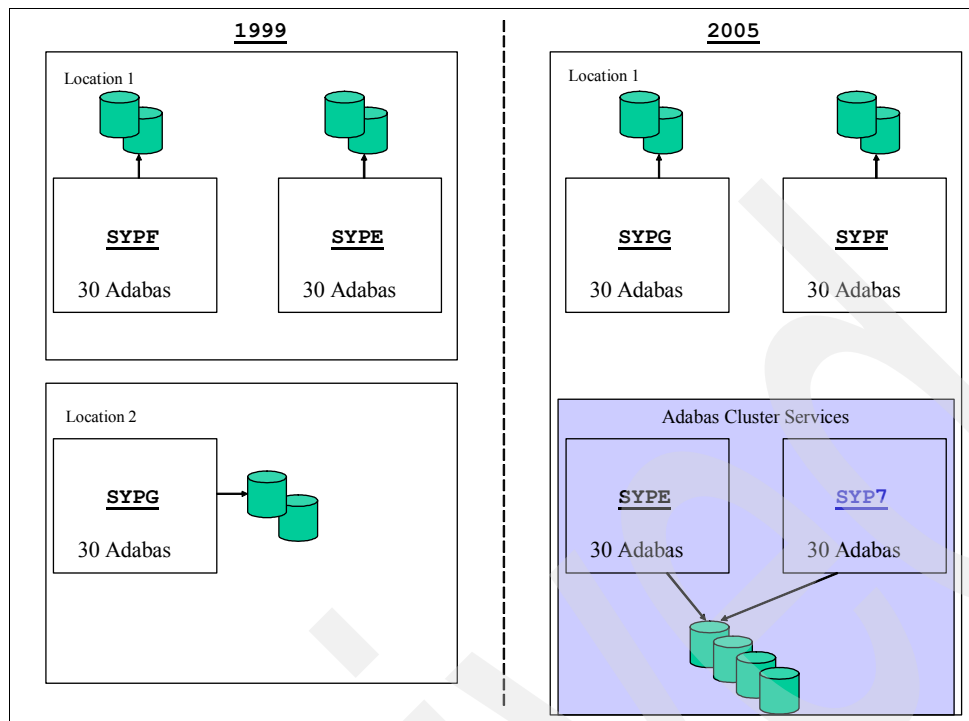 1999
Location 1
SYPF
30 Adabas
SYPE
30 Adabas
Location 2
SYPG
30 Adabas
2005
Location 1
SYPG
30 Adabas
SYPF
30 Adabas
Adabas Cluster Services
SYPE
30 Adabas
SYP7
30 Adabas